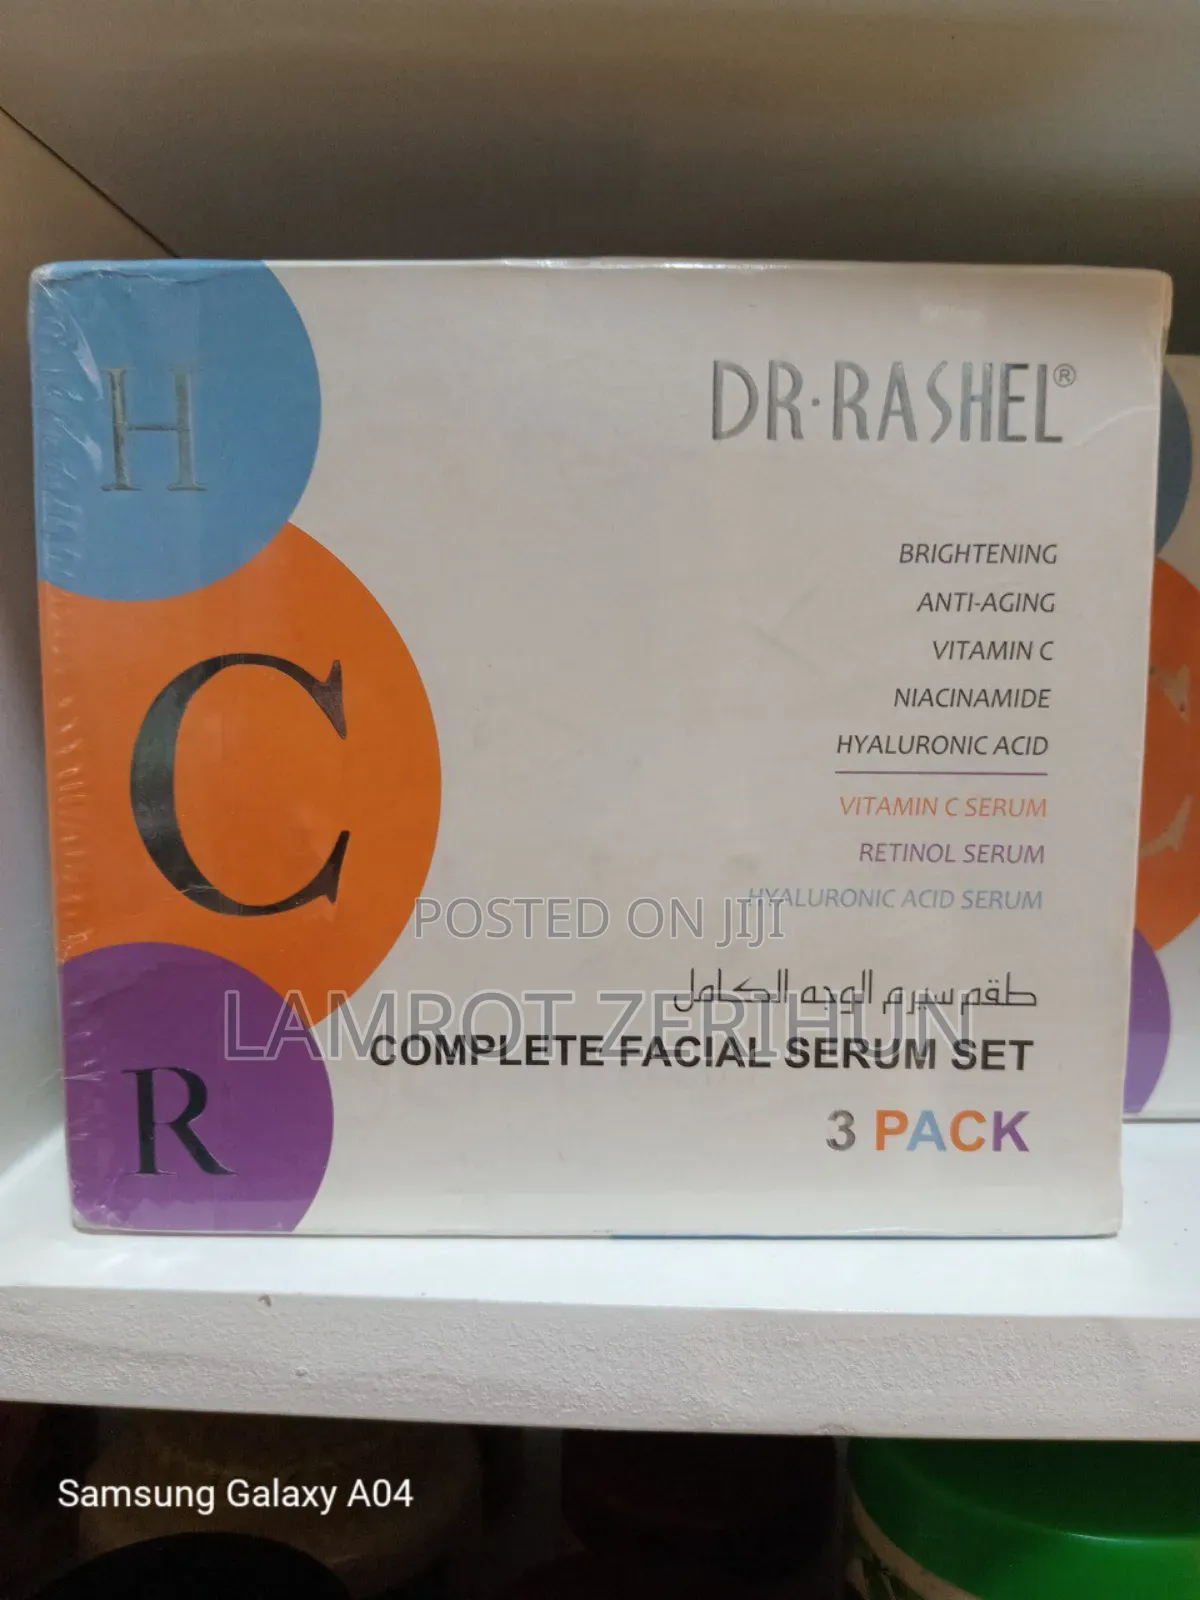 H
C
R
DR·RASHEL®
BRIGHTENING
ANTI-AGING
VITAMIN C
NIACINAMIDE
HYALURONIC ACID
VITAMIN C SERUM
RETINOL SERUM
HYALURONIC ACID SERUM
POSTED ON JIJI
طقم سيرم الوجه الكامل
LAMROT ZERIHUN
COMPLETE FACIAL SERUM SET
3 PACK
Samsung Galaxy A04